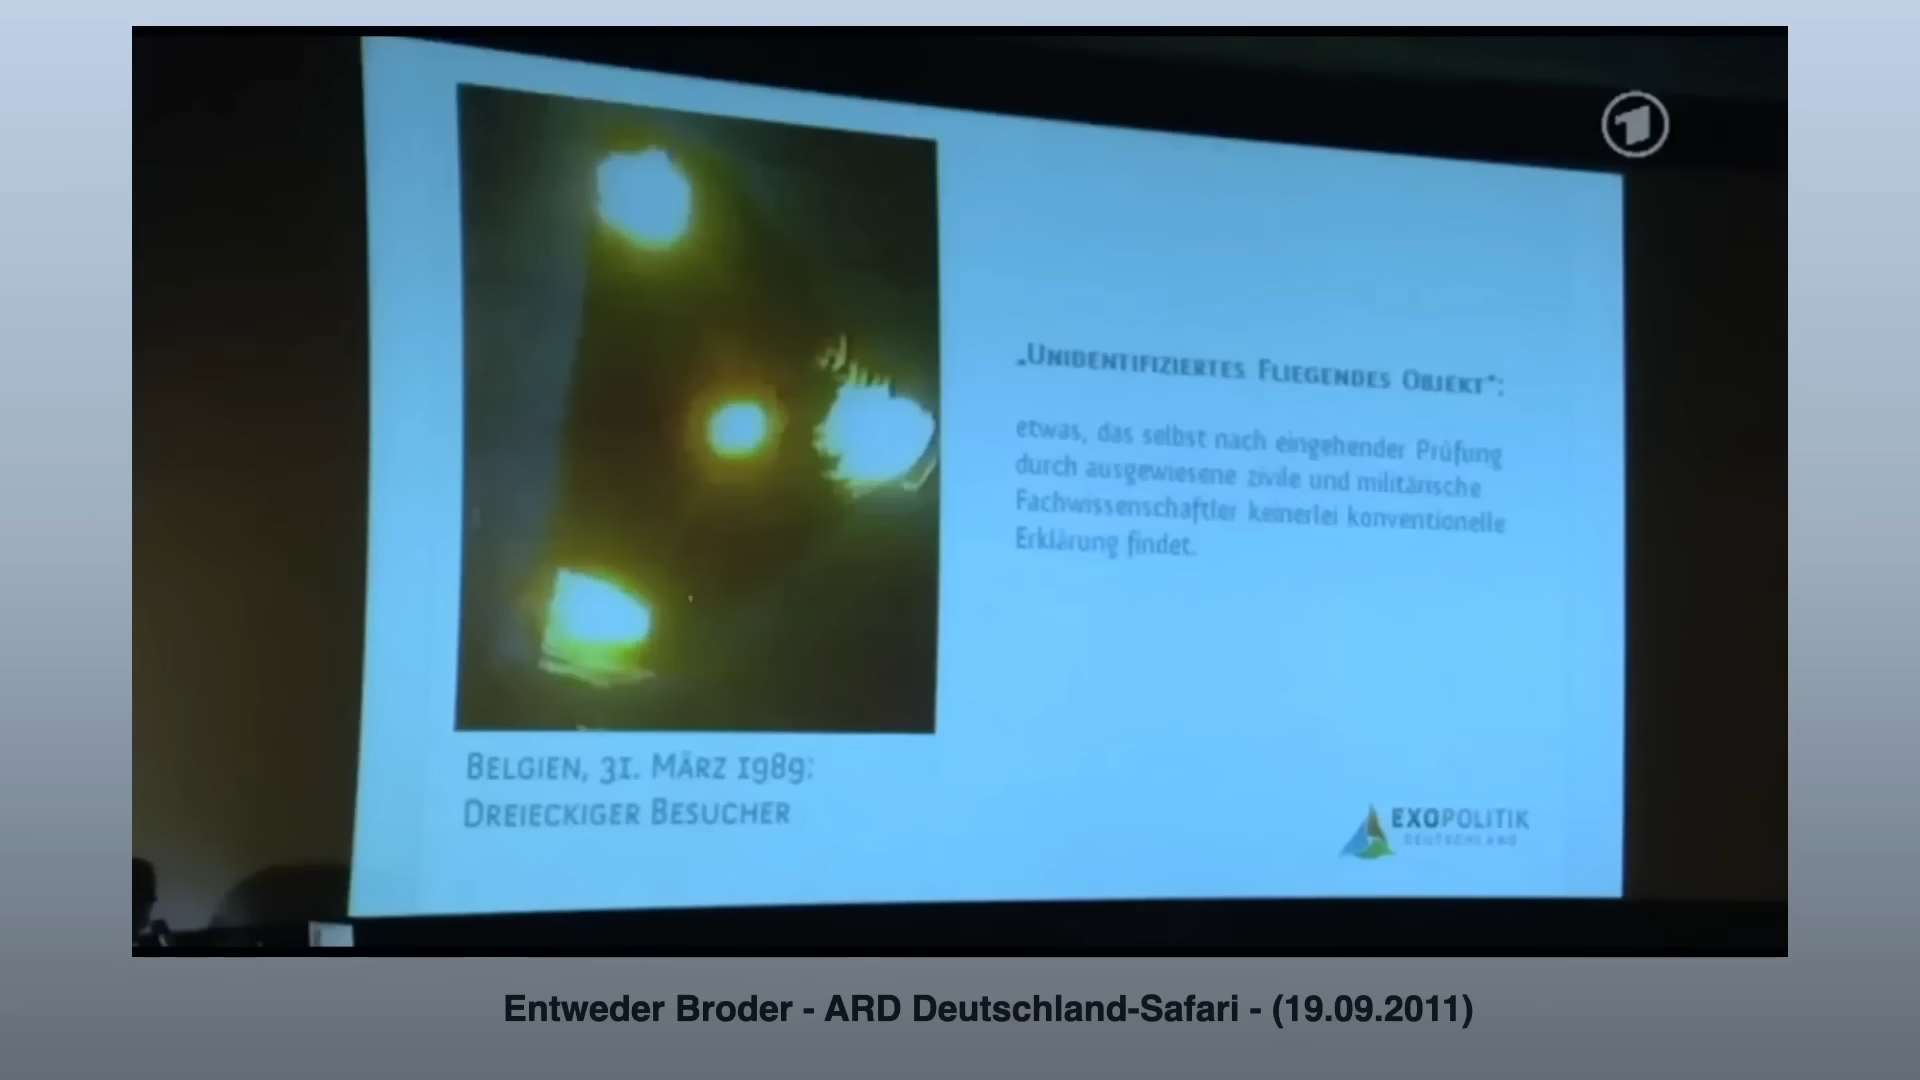 „Unidentifiziertes Fliegendes Objekt“:
etwas, das selbst nach eingehender Prüfung
durch ausgewiesene zivile und militärische
Fachwissenschaftler keinerlei konventionelle
Erklärung findet.
Belgien, 31. März 1989:
Dreieckiger Besucher
EXOPOLITIK
DEUTSCHLAND
Entweder Broder - ARD Deutschland-Safari - (19.09.2011)